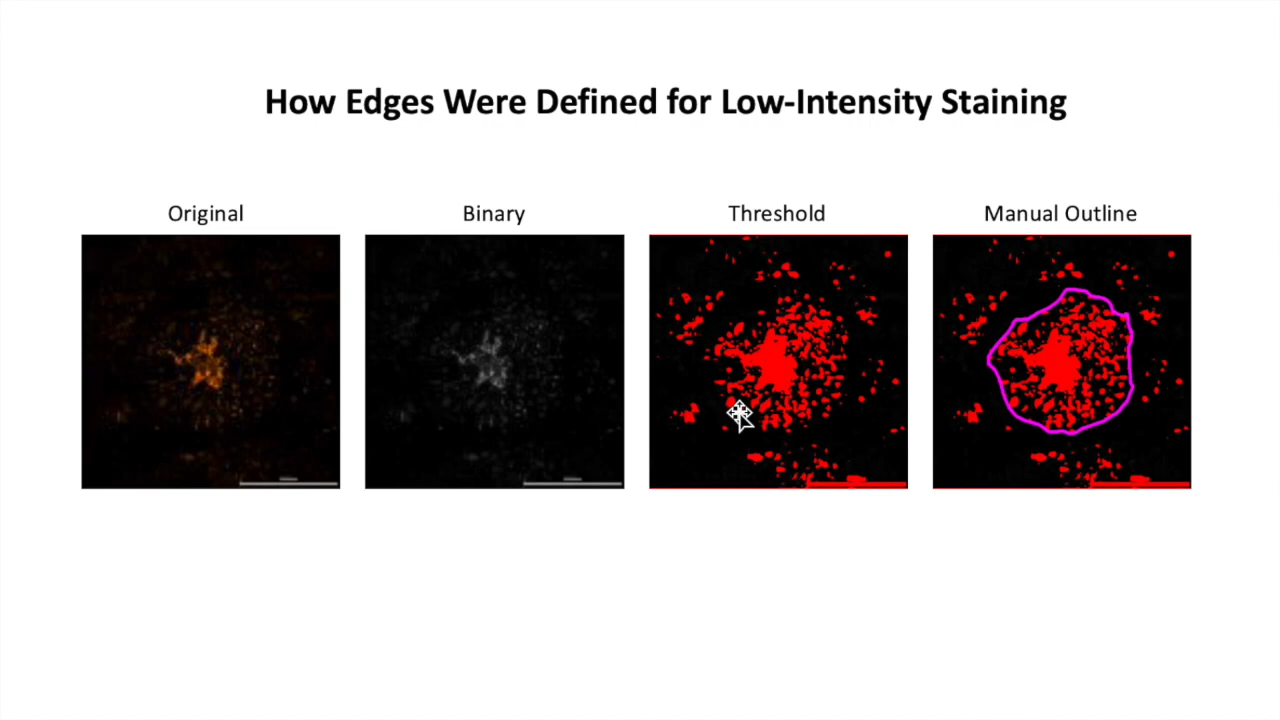 How Edges Were Defined for Low-Intensity Staining
Original
Binary
Threshold
Manual Outline